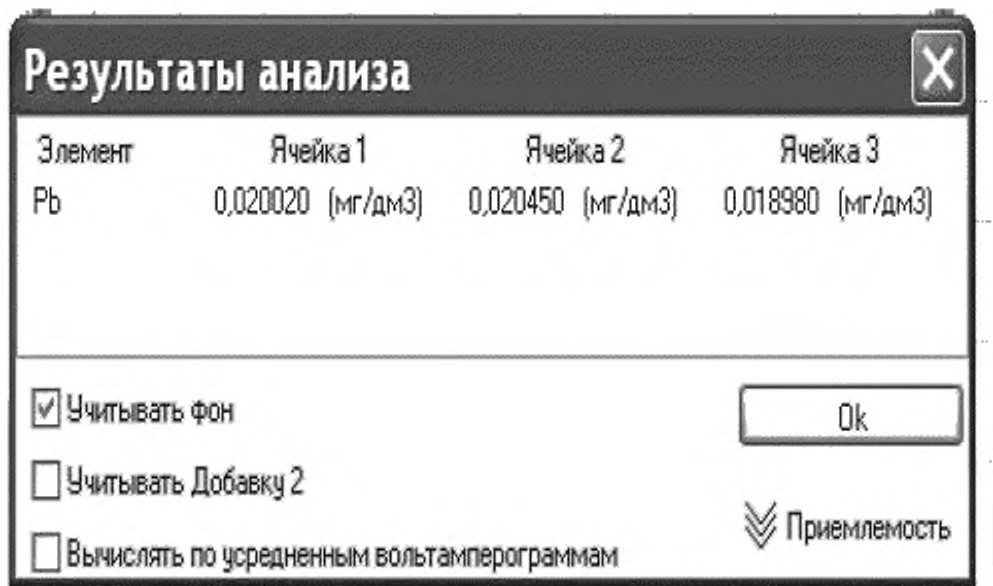 Результаты анализа
Элемент Ячейка 1 Ячейка 2 Ячейка 3
Pb 0,020020 (мг/дм3) 0,020450 (мг/дм3) 0,018980 (мг/дм3)
Учитывать фон
Ok
Учитывать Добавку 2
Приемлемость
Вычислять по усредненным вольтамперограммам